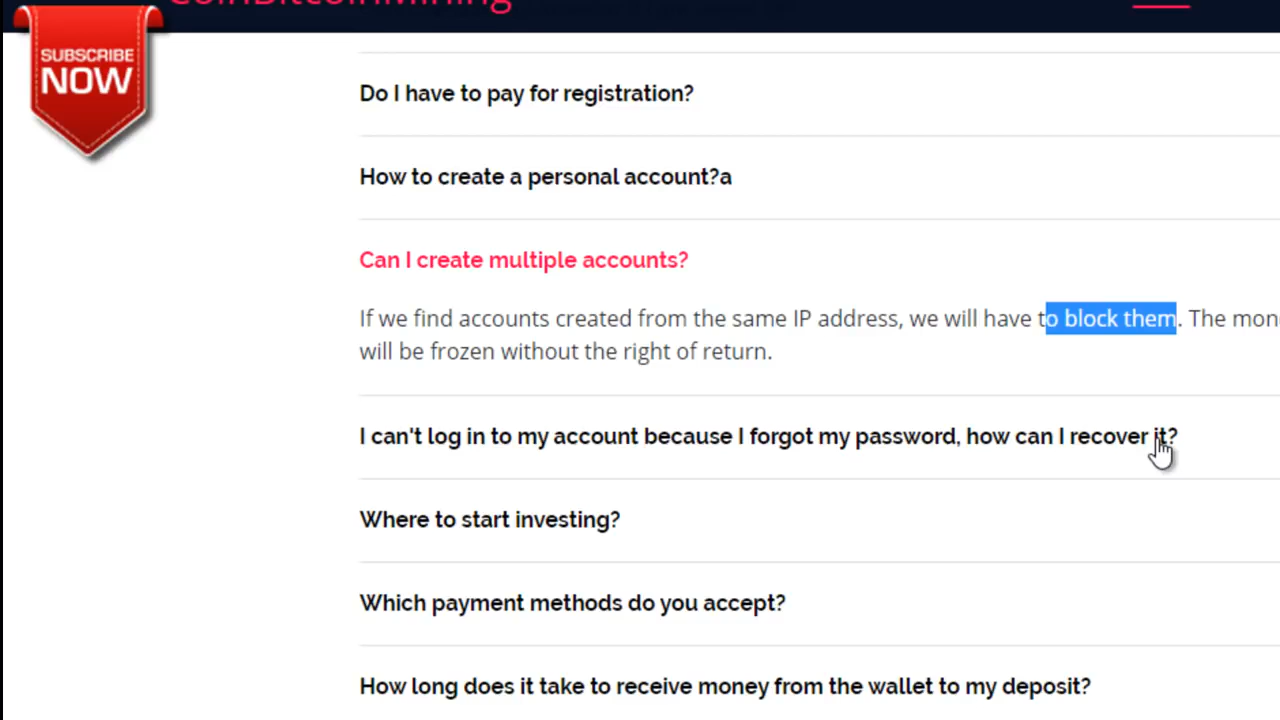 CoinBitcoinMining
SUBSCRIBE
NOW
Do I have to pay for registration?
How to create a personal account?a
Can I create multiple accounts?
If we find accounts created from the same IP address, we will have to block them. The
will be frozen without the right of return.
I can't log in to my account because I forgot my password, how can I recover it?
Where to start investing?
Which payment methods do you accept?
How long does it take to receive money from the wallet to my deposit?